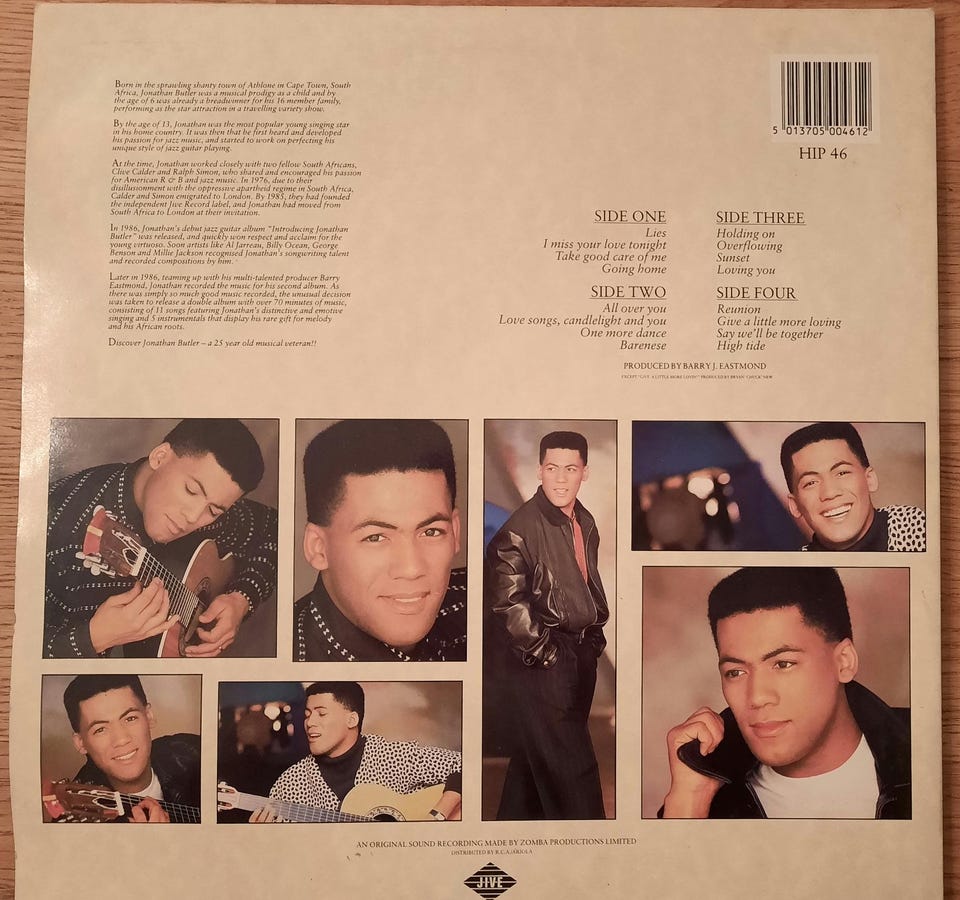 Born in the sprawling shanty town of Athlone in Cape Town, South
Africa, Jonathan Butler was a musical prodigy as a child and by
the age of 6 was already a breadwinner for his 16 member family,
performing as the star attraction in a travelling variety show.
By the age of 13, Jonathan was the most popular young singing star
in his home country. It was then that he first heard and developed
his passion for jazz music, and started to work on perfecting his
unique style of jazz guitar playing.
At the time, Jonathan worked closely with two fellow South Africans,
Clive Calder and Ralph Simon, who shared and encouraged his passion
for American R & B and jazz music. In 1976, due to their
disillusionment with the oppressive apartheid regime in South Africa,
Calder and Simon emigrated to London. By 1985, they had founded
the independent Jive Record label, and Jonathan had moved from
South Africa to London at their invitation.
In 1986, Jonathan's debut jazz guitar album "Introducing Jonathan
Butler" was released, and quickly won respect and acclaim for the
young virtuoso. Soon artists like Al Jarreau, Billy Ocean, George
Benson and Millie Jackson recognised Jonathan's songwriting talent
and recorded compositions by him.
Later in 1986, teaming up with his multi-talented producer Barry
Eastmond, Jonathan recorded the music for his second album. As
there was simply so much good music recorded, the unusual decision
was taken to release a double album with over 70 minutes of music,
consisting of 11 songs featuring Jonathan's distinctive and emotive
singing and 5 instrumentals that display his rare gift for melody
and his African roots.
Discover Jonathan Butler – a 25 year old musical veteran!!
5 013705 004612
HIP 46
SIDE ONE
Lies
I miss your love tonight
Take good care of me
Going home
SIDE TWO
All over you
Love songs, candlelight and you
One more dance
Barenese
SIDE THREE
Holding on
Overflowing
Sunset
Loving you
SIDE FOUR
Reunion
Give a little more loving
Say we'll be together
High tide
PRODUCED BY BARRY J. EASTMOND
EXCEPT "GIVE A LITTLE MORE LOVIN'" PRODUCED BY BRYAN 'CHUCK' NEW
AN ORIGINAL SOUND RECORDING MADE BY ZOMBA PRODUCTIONS LIMITED
DISTRIBUTED BY R.C.A./ARIOLA
JIVE